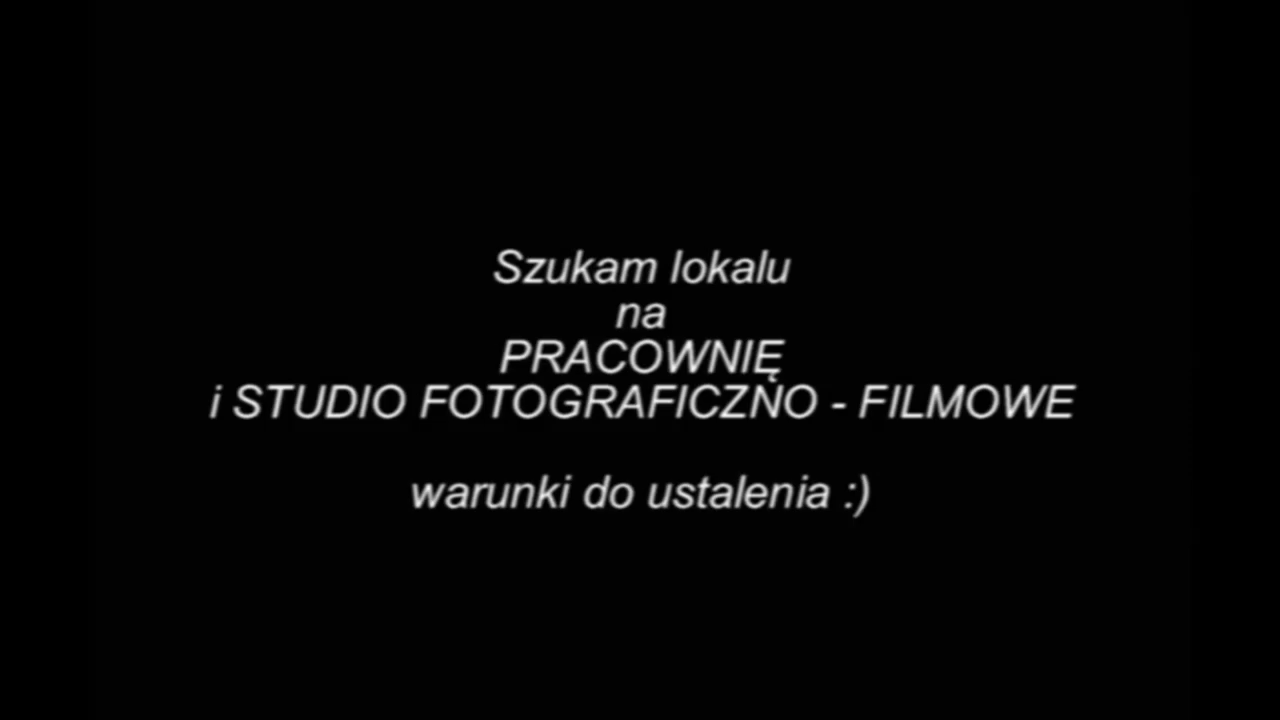 Szukam lokalu
na
PRACOWNIĘ
i STUDIO FOTOGRAFICZNO - FILMOWE
warunki do ustalenia :)